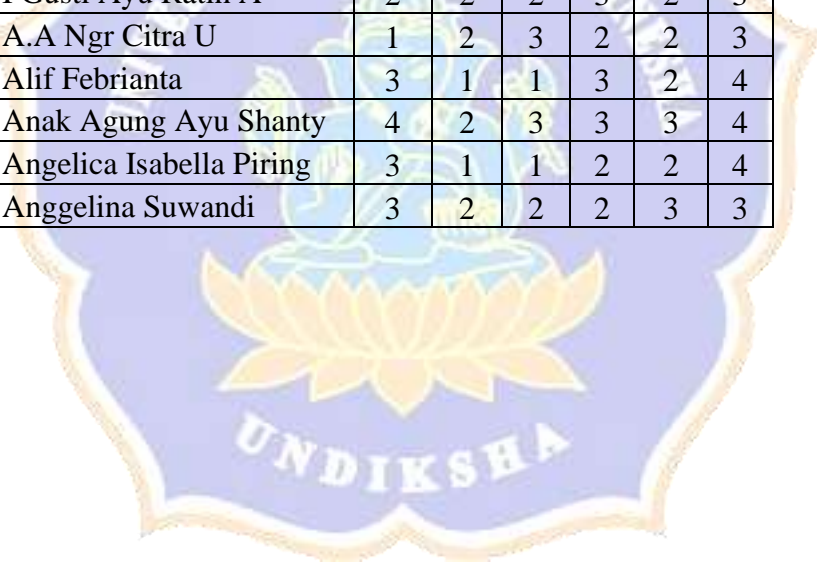 A.A Ngr Citra U 1 2 3 2 2 3
Alif Febrianta 3 1 1 3 2 4
Anak Agung Ayu Shanty 4 2 3 3 3 4
Angelica Isabella Piring 3 1 1 2 2 4
Anggelina Suwandi 3 2 2 2 3 3
UNDIKSHA